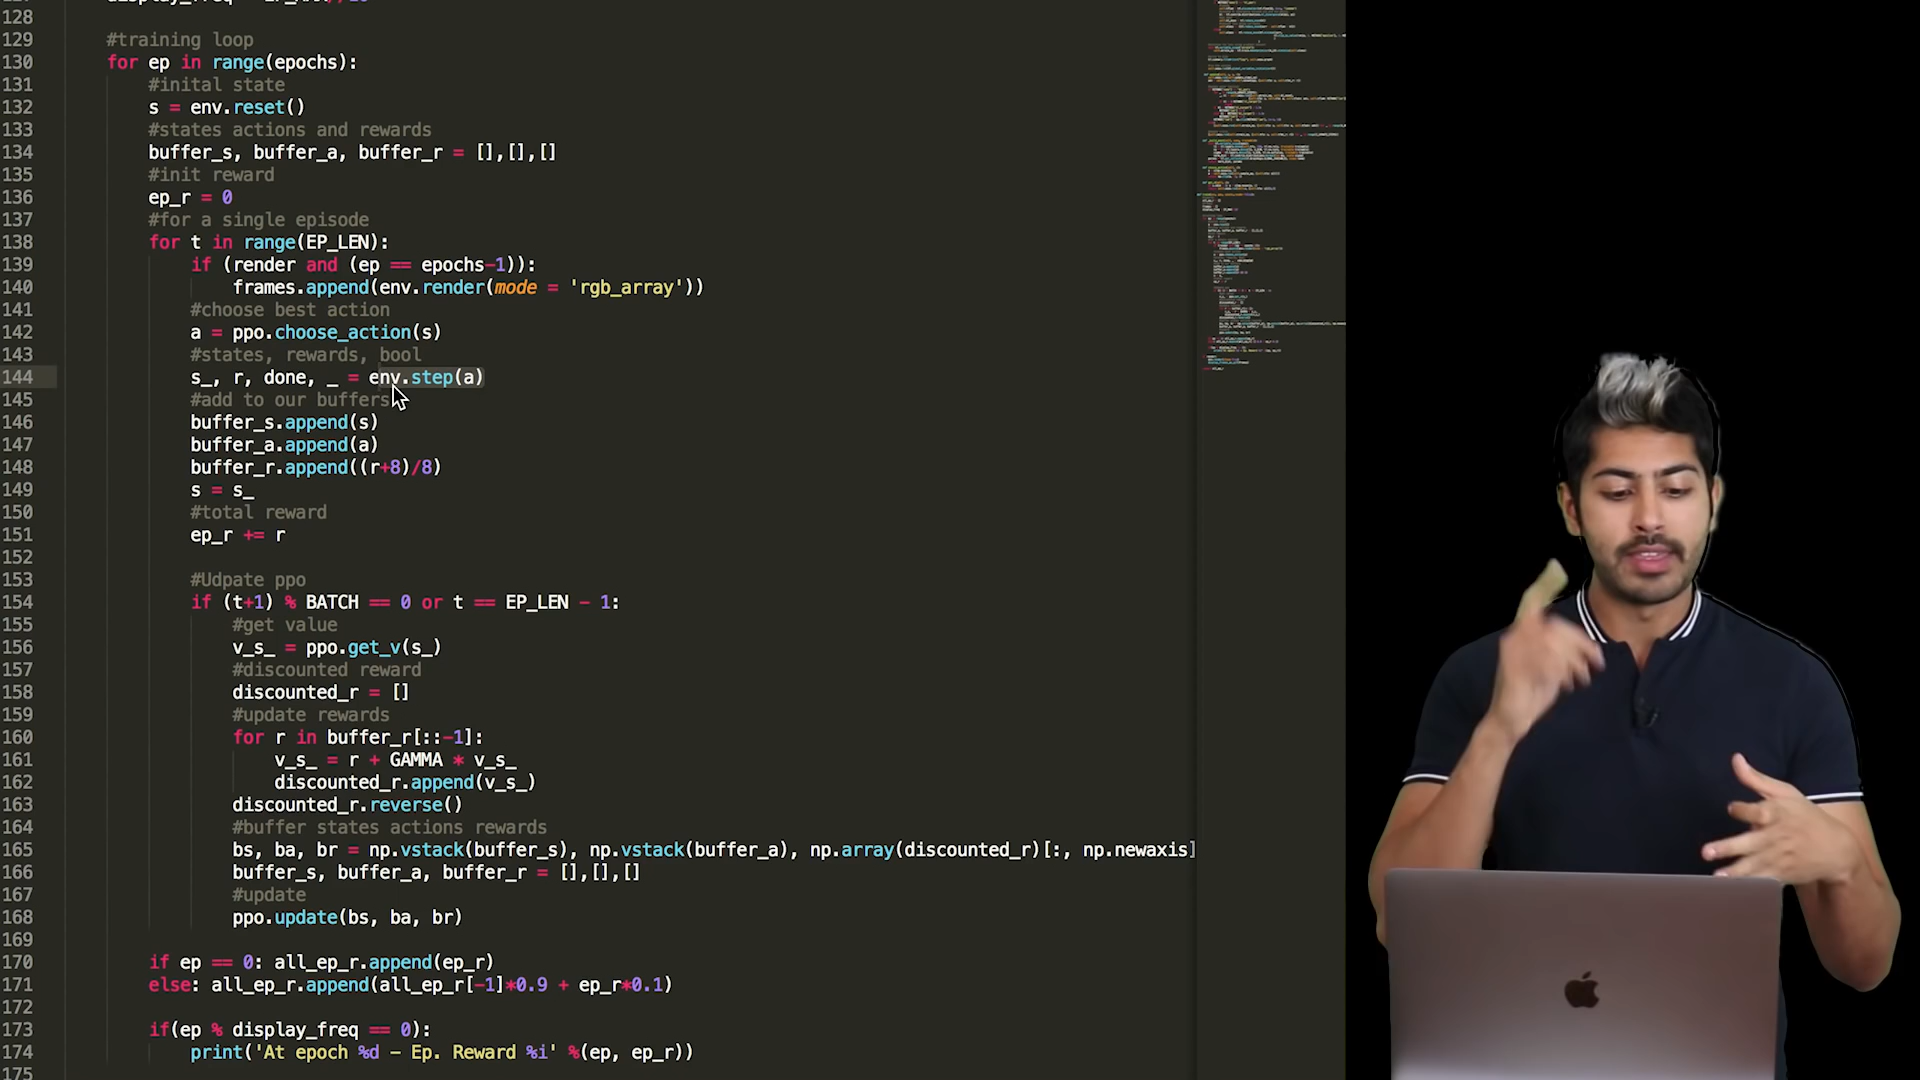 128
129 #training loop
130 for ep in range(epochs):
131 #inital state
132 s = env.reset()
133 #states actions and rewards
134 buffer_s, buffer_a, buffer_r = [],[],[]
135 #init reward
136 ep_r = 0
137 #for a single episode
138 for t in range(EP_LEN):
139 if (render and (ep == epochs-1)):
140 frames.append(env.render(mode = 'rgb_array'))
141 #choose best action
142 a = ppo.choose_action(s)
143 #states, rewards, bool
144 s_, r, done, _ = env.step(a)
145 #add to our buffers
146 buffer_s.append(s)
147 buffer_a.append(a)
148 buffer_r.append((r+8)/8)
149 s = s_
150 #total reward
151 ep_r += r
152
153 #Udpate ppo
154 if (t+1) % BATCH == 0 or t == EP_LEN - 1:
155 #get value
156 v_s_ = ppo.get_v(s_)
157 #discounted reward
158 discounted_r = []
159 #update rewards
160 for r in buffer_r[::-1]:
161 v_s_ = r + GAMMA * v_s_
162 discounted_r.append(v_s_)
163 discounted_r.reverse()
164 #buffer states actions rewards
165 bs, ba, br = np.vstack(buffer_s), np.vstack(buffer_a), np.array(discounted_r)[:, np.newaxis]
166 buffer_s, buffer_a, buffer_r = [],[],[]
167 #update
168 ppo.update(bs, ba, br)
169
170 if ep == 0: all_ep_r.append(ep_r)
171 else: all_ep_r.append(all_ep_r[-1]*0.9 + ep_r*0.1)
172
173 if(ep % display_freq == 0):
174 print('At epoch %d - Ep. Reward %i' %(ep, ep_r))
175